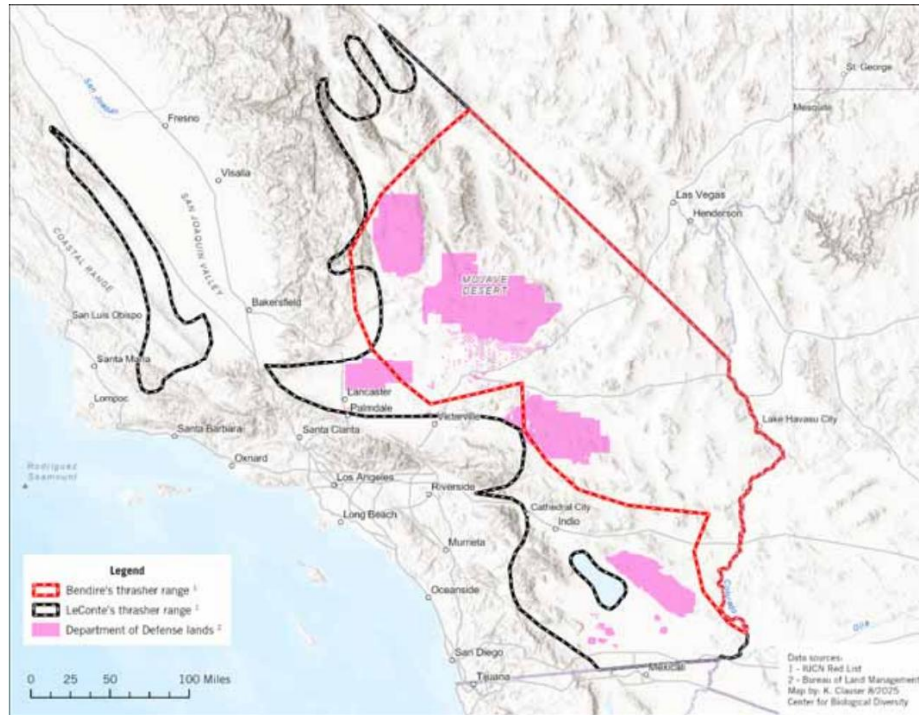 St. George
Mesquite
San Joaquin
Fresno
Visalia
Las Vegas
Henderson
SAN JOAQUIN VALLEY
COASTAL RANGE
MOJAVE
DESERT
Bakersfield
San Luis Obispo
Santa Maria
Lompoc
Lancaster
Palmdale
Victorville
Lake Havasu City
Santa Barbara
Santa Clarita
Oxnard
Rodriguez
Seamount
Los Angeles
Riverside
Long Beach
Cathedral City
Indio
Murrieta
Oceanside
Colorado
Gila
San Diego
Tijuana
Mexicali
Legend
Bendire's thrasher range 1
LeConte's thrasher range 1
Department of Defense lands 2
0 25 50 100 Miles
Data sources:
1 - IUCN Red List
2 - Bureau of Land Management
Map by: K. Clauser 8/2025
Center for Biological Diversity